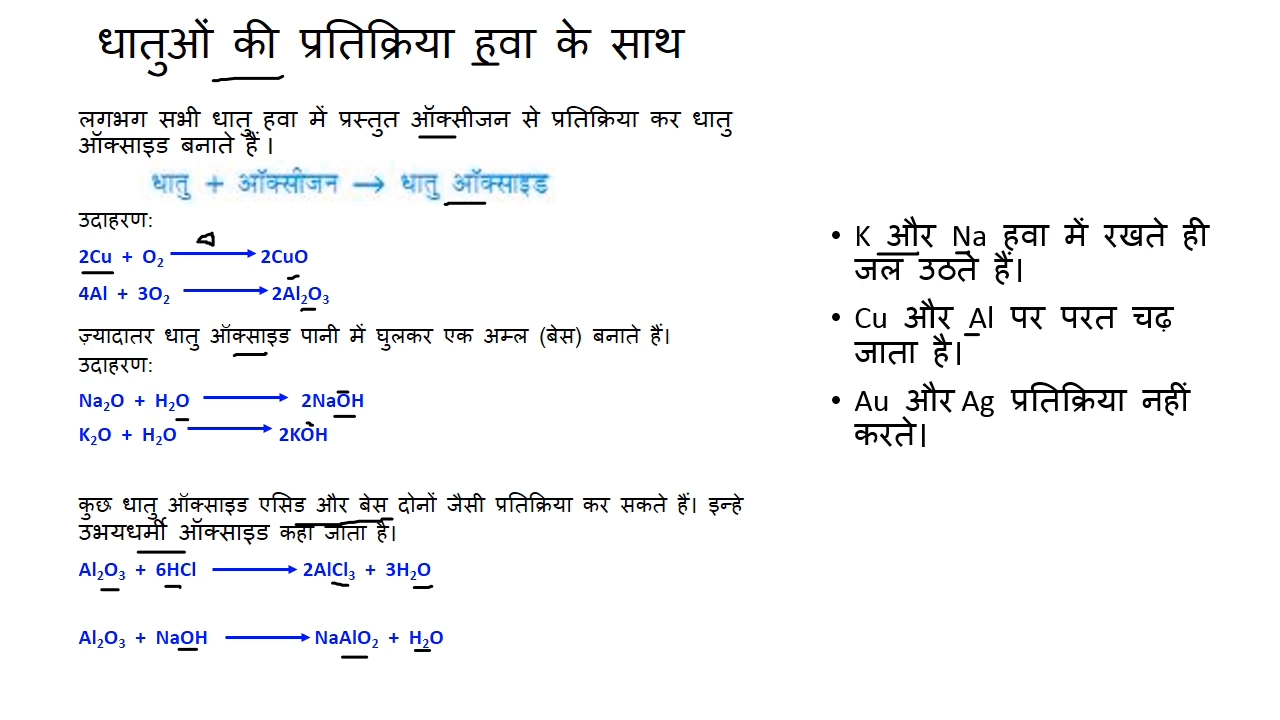 धातुओं की प्रतिक्रिया हवा के साथ
लगभग सभी धातु हवा में प्रस्तुत ऑक्सीजन से प्रतिक्रिया कर धातु
ऑक्साइड बनाते हैं ।
धातु + ऑक्सीजन → धातु ऑक्साइड
उदाहरण:
Δ
2Cu + O₂ → 2CuO
4Al + 3O₂ → 2Al₂O₃
ज़्यादातर धातु ऑक्साइड पानी में घुलकर एक अम्ल (बेस) बनाते हैं।
उदाहरण:
Na₂O + H₂O → 2NaOH
K₂O + H₂O → 2KOH
कुछ धातु ऑक्साइड एसिड और बेस दोनों जैसी प्रतिक्रिया कर सकते हैं। इन्हे
उभयधर्मी ऑक्साइड कहा जाता है।
Al₂O₃ + 6HCl → 2AlCl₃ + 3H₂O
Al₂O₃ + NaOH → NaAlO₂ + H₂O
• K और Na हवा में रखते ही
जल उठते हैं।
• Cu और Al पर परत चढ़
जाता है।
• Au और Ag प्रतिक्रिया नहीं
करते।